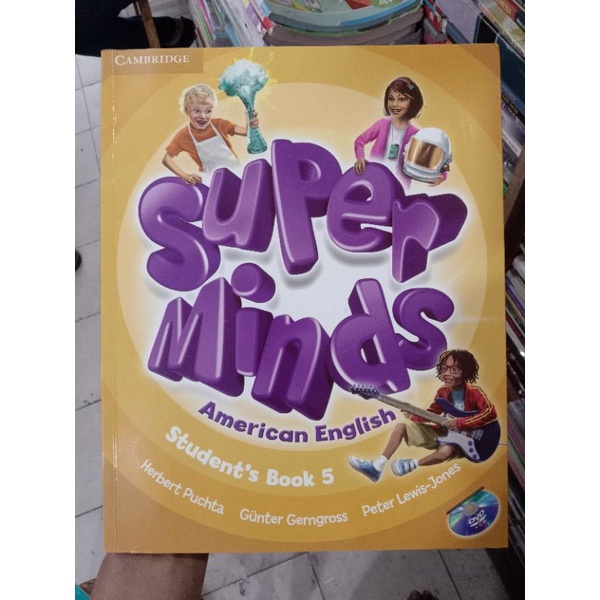 CAMBRIDGE
Super
Minds
American English
Student's Book 5
Herbert Puchta Günter Gerngross Peter Lewis-Jones
DVD